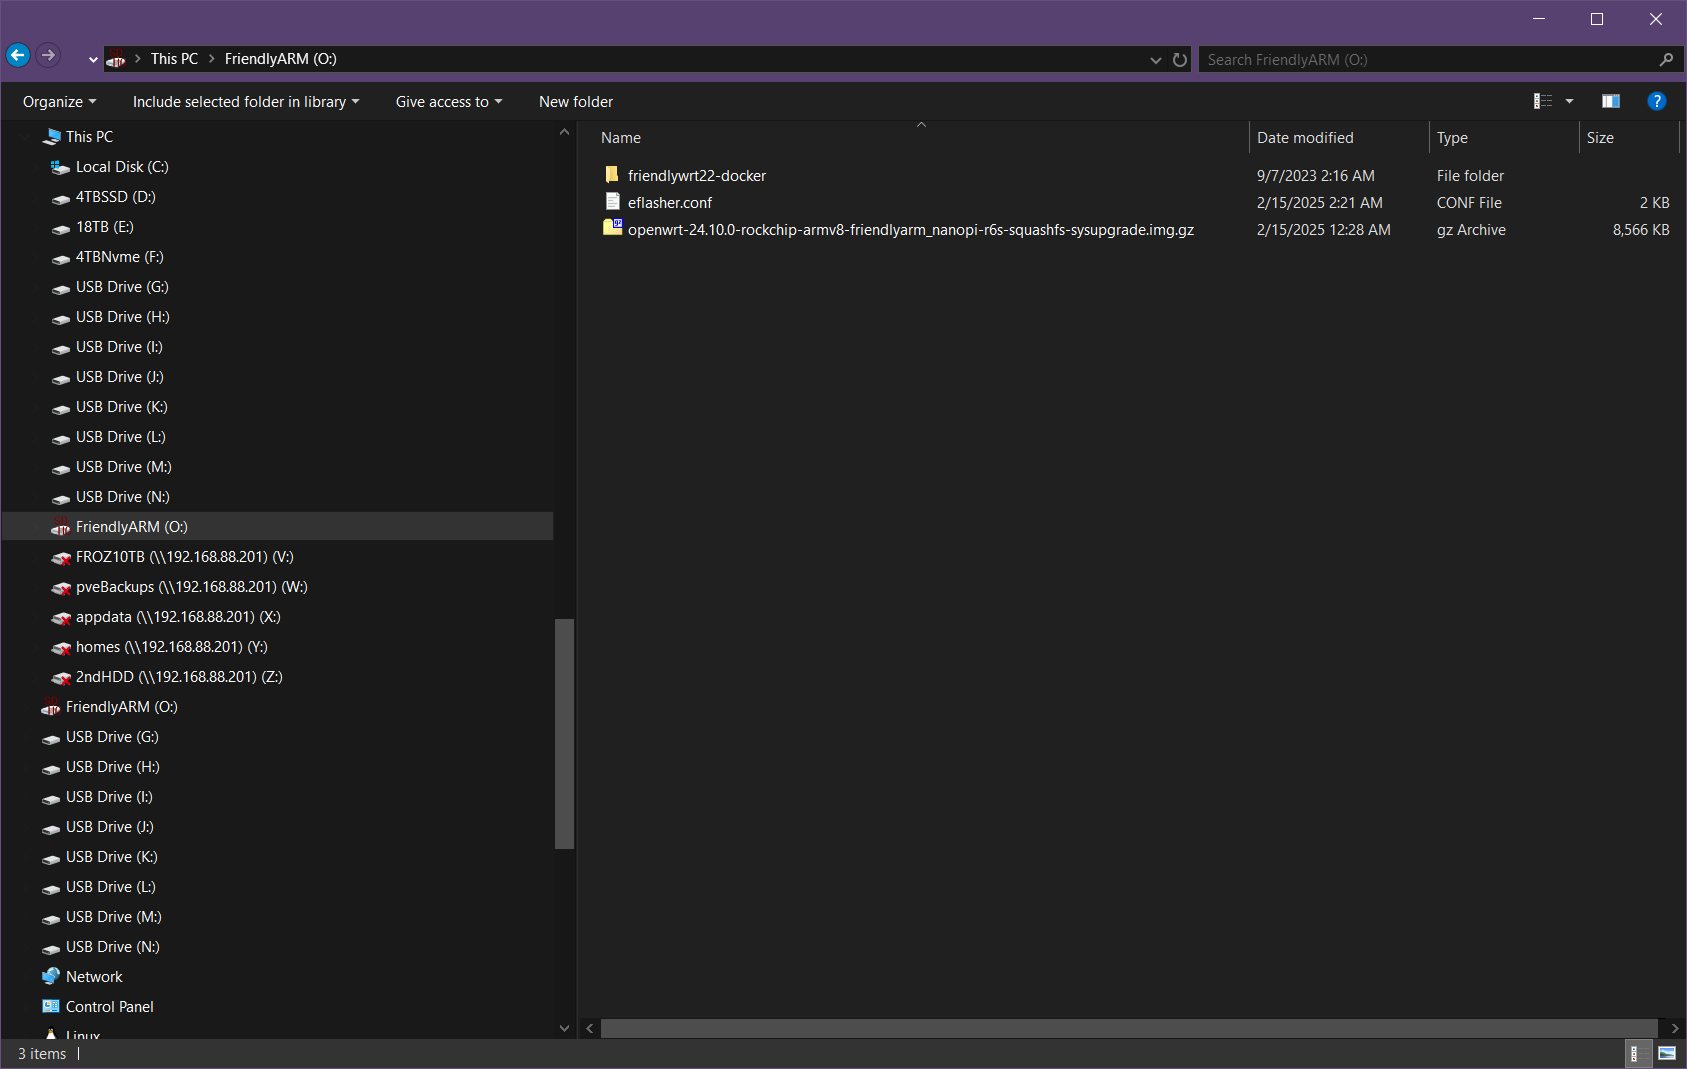 This PC > FriendlyARM (O:)
Search FriendlyARM (O:)
Organize Include selected folder in library Give access to New folder ?
This PC
Local Disk (C:)
4TBSSD (D:)
18TB (E:)
4TBNvme (F:)
USB Drive (G:)
USB Drive (H:)
USB Drive (I:)
USB Drive (J:)
USB Drive (K:)
USB Drive (L:)
USB Drive (M:)
USB Drive (N:)
FriendlyARM (O:)
FROZ10TB (\\192.168.88.201) (V:)
pveBackups (\\192.168.88.201) (W:)
appdata (\\192.168.88.201) (X:)
homes (\\192.168.88.201) (Y:)
2ndHDD (\\192.168.88.201) (Z:)
FriendlyARM (O:)
USB Drive (G:)
USB Drive (H:)
USB Drive (I:)
USB Drive (J:)
USB Drive (K:)
USB Drive (L:)
USB Drive (M:)
USB Drive (N:)
Network
Control Panel
Linux
Name Date modified Type Size
friendlywrt22-docker 9/7/2023 2:16 AM File folder
eflasher.conf 2/15/2025 2:21 AM CONF File 2 KB
openwrt-24.10.0-rockchip-armv8-friendlyarm_nanopi-r6s-squashfs-sysupgrade.img.gz 2/15/2025 12:28 AM gz Archive 8,566 KB
3 items